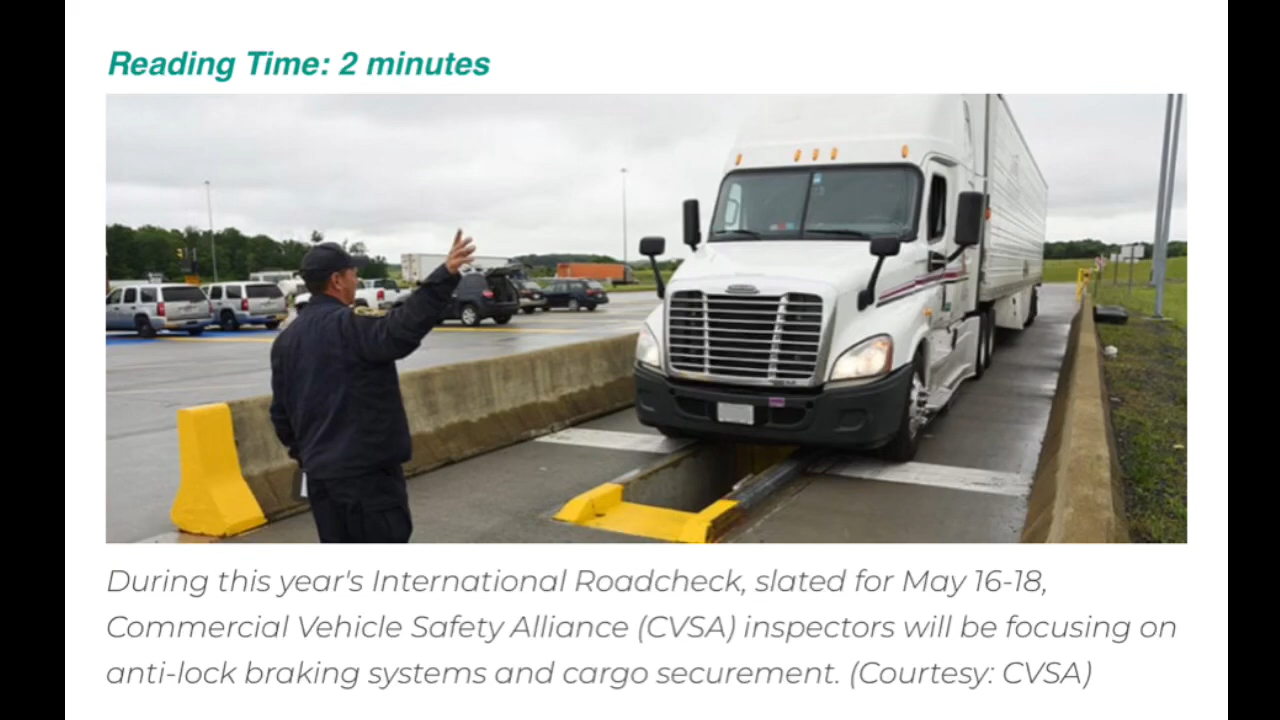 Reading Time: 2 minutes
During this year's International Roadcheck, slated for May 16-18,
Commercial Vehicle Safety Alliance (CVSA) inspectors will be focusing on
anti-lock braking systems and cargo securement. (Courtesy: CVSA)